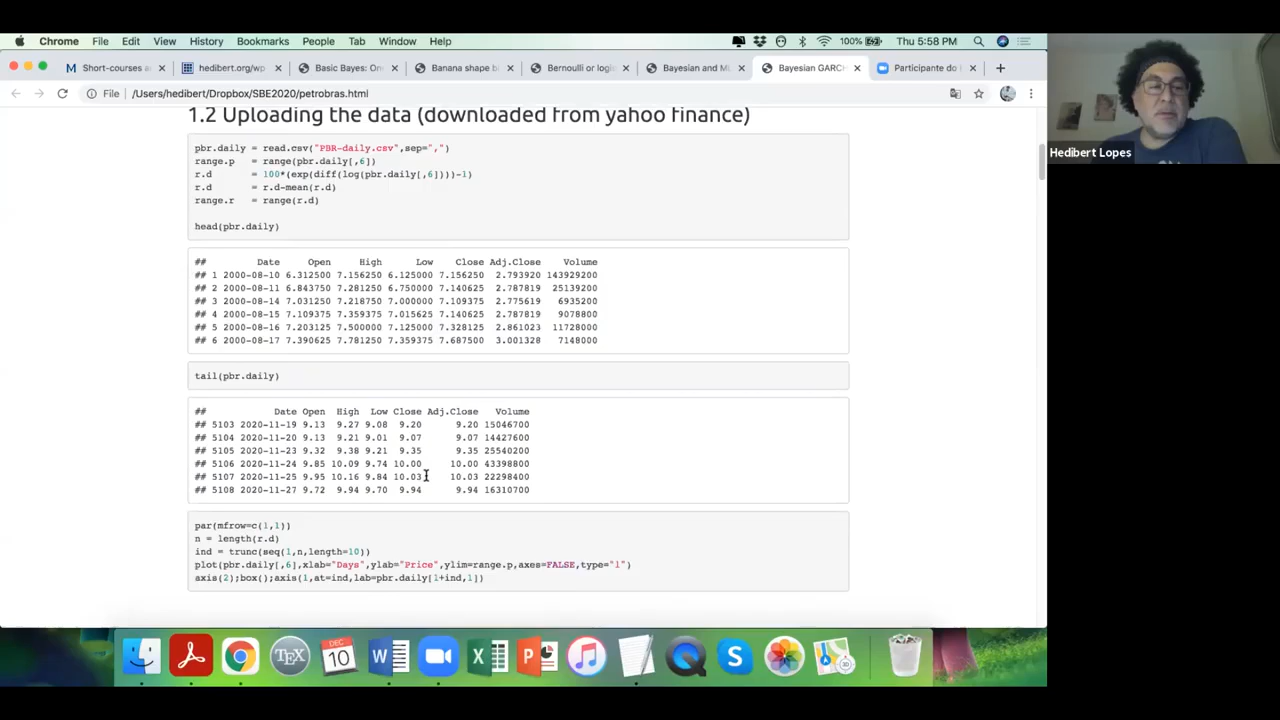 Chrome File Edit View History Bookmarks People Tab Window Help 100% Thu 5:58 PM
Short-courses a
hedibert.org/wp
Basic Bayes: On
Banana shape b
Bernoulli or logi
Bayesian and M
Bayesian GARCH
Participante do
File /Users/hedibert/Dropbox/SBE2020/petrobras.html
1.2 Uploading the data (downloaded from yahoo finance)
pbr.daily = read.csv("PBR-daily.csv",sep=",")
range.p = range(pbr.daily[,6])
r.d = 100*(exp(diff(log(pbr.daily[,6])))-1)
r.d = r.d-mean(r.d)
range.r = range(r.d)
head(pbr.daily)
## Date Open High Low Close Adj.Close Volume
## 1 2000-08-10 6.312500 7.156250 6.125000 7.156250 2.793920 143929200
## 2 2000-08-11 6.843750 7.281250 6.750000 7.140625 2.787819 25139200
## 3 2000-08-14 7.031250 7.218750 7.000000 7.109375 2.775619 6935200
## 4 2000-08-15 7.109375 7.359375 7.015625 7.140625 2.787819 9078800
## 5 2000-08-16 7.203125 7.500000 7.125000 7.328125 2.861023 11728000
## 6 2000-08-17 7.390625 7.781250 7.359375 7.687500 3.001328 7148000
tail(pbr.daily)
## Date Open High Low Close Adj.Close Volume
## 5103 2020-11-19 9.13 9.27 9.08 9.20 9.20 15046700
## 5104 2020-11-20 9.13 9.21 9.01 9.07 9.07 14427600
## 5105 2020-11-23 9.32 9.38 9.21 9.35 9.35 25540200
## 5106 2020-11-24 9.85 10.09 9.74 10.00 10.00 43398800
## 5107 2020-11-25 9.95 10.16 9.84 10.03 10.03 22298400
## 5108 2020-11-27 9.72 9.94 9.70 9.94 9.94 16310700
par(mfrow=c(1,1))
n = length(r.d)
ind = trunc(seq(1,n,length=10))
plot(pbr.daily[,6],xlab="Days",ylab="Price",ylim=range.p,axes=FALSE,type="l")
axis(2);box();axis(1,at=ind,lab=pbr.daily[1+ind,1])
Hedibert Lopes
TEX
DEC
10